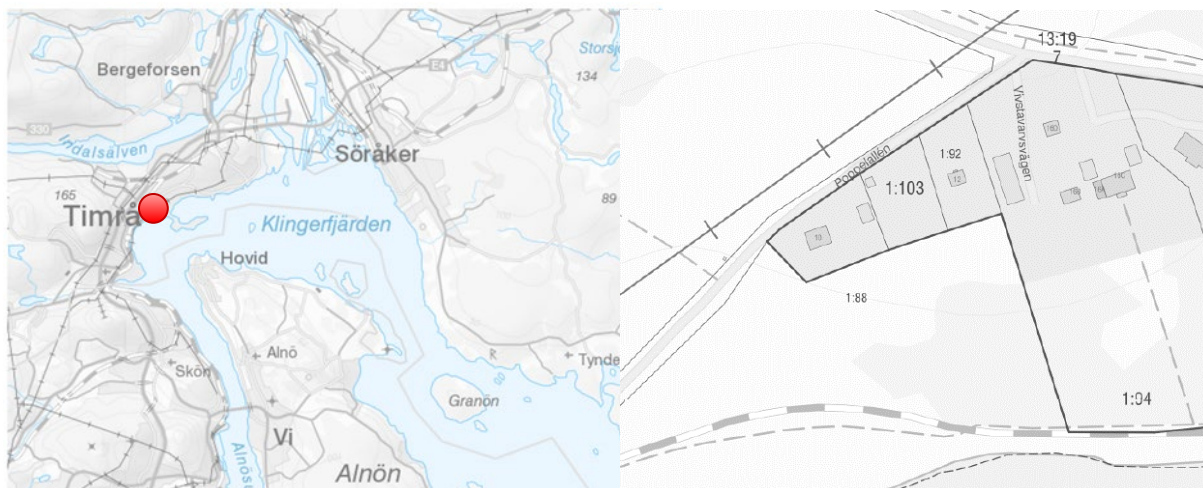 Bergeforsen
E4
Storsj
134
330
Indalsälven
Söråker
165
89
Timrå
Klingerfjärden
Hovid
Alnö
Tynde
Skön
Granön
Vi
Alnön
Alnösu
13:19
7
Vivstavarvsvägen
Poppelallén
1:92
1:103
12
1:88
1:94